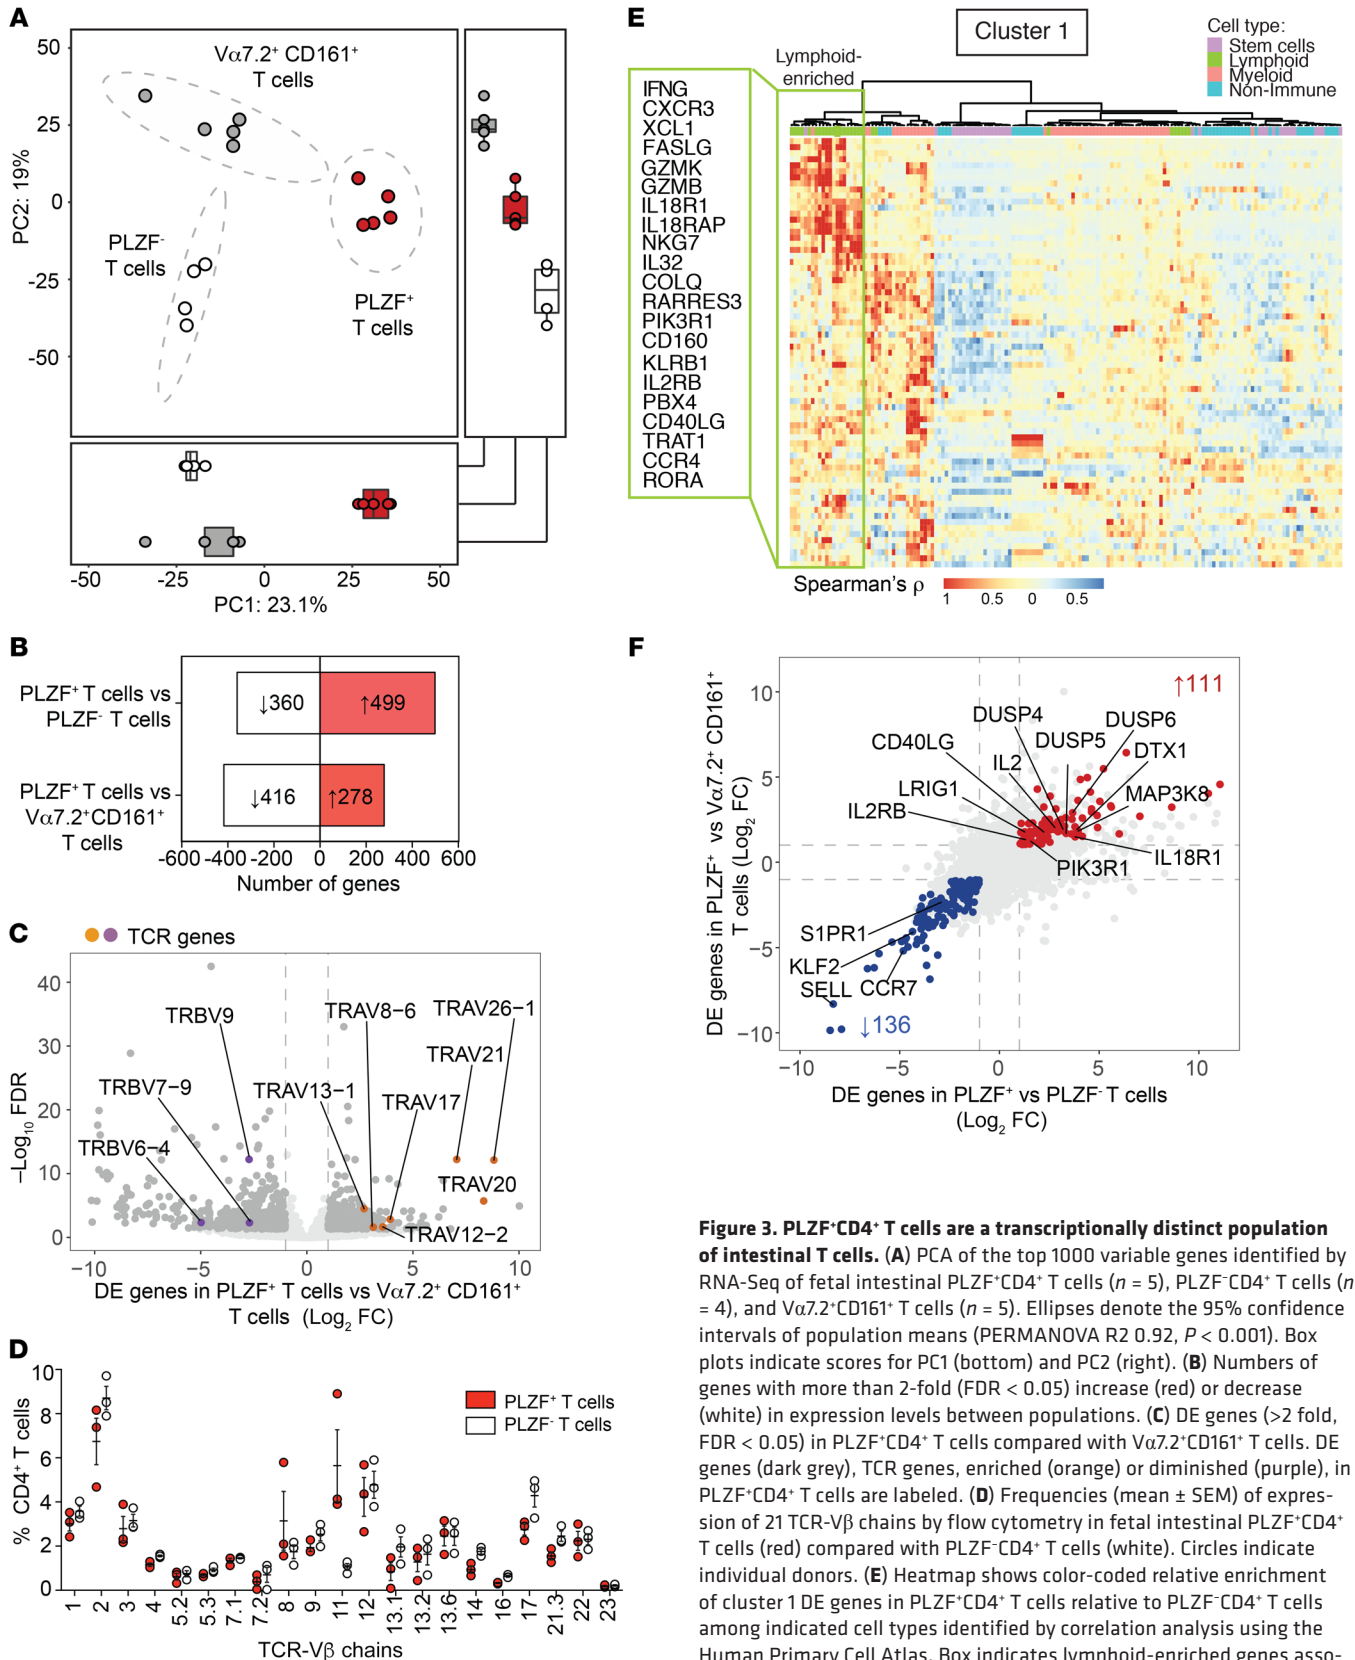 A
Vα7.2⁺ CD161⁺
T cells
PLZF⁻
T cells
PLZF⁺
T cells
50
25
0
-25
-50
PC2: 19%
-50
-25
0
25
50
PC1: 23.1%
B
PLZF⁺ T cells vs
PLZF⁻ T cells
↓360
↑499
PLZF⁺ T cells vs
Vα7.2⁺CD161⁺
T cells
↓416
↑278
-600 -400 -200 0 200 400 600
Number of genes
C
TCR genes
40
30
20
10
0
−Log₁₀ FDR
TRBV9
TRAV8−6
TRAV26−1
TRAV21
TRBV7−9
TRAV13−1
TRAV17
TRBV6−4
TRAV20
TRAV12−2
−10 −5 0 5 10
DE genes in PLZF⁺ T cells vs Vα7.2⁺ CD161⁺
T cells (Log₂ FC)
D
10
8
6
4
2
0
% CD4⁺ T cells
PLZF⁺ T cells
PLZF⁻ T cells
1 2 3 4 5.2 5.3 7.1 7.2 8 9 11 12 13.1 13.2 13.6 14 16 17 21.3 22 23
TCR-Vβ chains
E
Cluster 1
Cell type:
Stem cells
Lymphoid
Myeloid
Non-Immune
Lymphoid-
enriched
IFNG
CXCR3
XCL1
FASLG
GZMK
GZMB
IL18R1
IL18RAP
NKG7
IL32
COLQ
RARRES3
PIK3R1
CD160
KLRB1
IL2RB
PBX4
CD40LG
TRAT1
CCR4
RORA
Spearman's ρ
1 0.5 0 0.5
F
10
5
0
−5
−10
DE genes in PLZF⁺ vs Vα7.2⁺ CD161⁺
T cells (Log₂ FC)
↑111
DUSP4
DUSP6
CD40LG
DUSP5
IL2
DTX1
LRIG1
MAP3K8
IL2RB
IL18R1
PIK3R1
S1PR1
KLF2
SELL
CCR7
↓136
−10 −5 0 5 10
DE genes in PLZF⁺ vs PLZF⁻ T cells
(Log₂ FC)
Figure 3. PLZF⁺CD4⁺ T cells are a transcriptionally distinct population
of intestinal T cells. (A) PCA of the top 1000 variable genes identified by
RNA-Seq of fetal intestinal PLZF⁺CD4⁺ T cells (n = 5), PLZF⁻CD4⁺ T cells (n
= 4), and Vα7.2⁺CD161⁺ T cells (n = 5). Ellipses denote the 95% confidence
intervals of population means (PERMANOVA R2 0.92, P < 0.001). Box
plots indicate scores for PC1 (bottom) and PC2 (right). (B) Numbers of
genes with more than 2-fold (FDR < 0.05) increase (red) or decrease
(white) in expression levels between populations. (C) DE genes (>2 fold,
FDR < 0.05) in PLZF⁺CD4⁺ T cells compared with Vα7.2⁺CD161⁺ T cells. DE
genes (dark grey), TCR genes, enriched (orange) or diminished (purple), in
PLZF⁺CD4⁺ T cells are labeled. (D) Frequencies (mean ± SEM) of expres-
sion of 21 TCR-Vβ chains by flow cytometry in fetal intestinal PLZF⁺CD4⁺
T cells (red) compared with PLZF⁻CD4⁺ T cells (white). Circles indicate
individual donors. (E) Heatmap shows color-coded relative enrichment
of cluster 1 DE genes in PLZF⁺CD4⁺ T cells relative to PLZF⁻CD4⁺ T cells
among indicated cell types identified by correlation analysis using the
Human Primary Cell Atlas. Box indicates lymphoid-enriched genes asso-